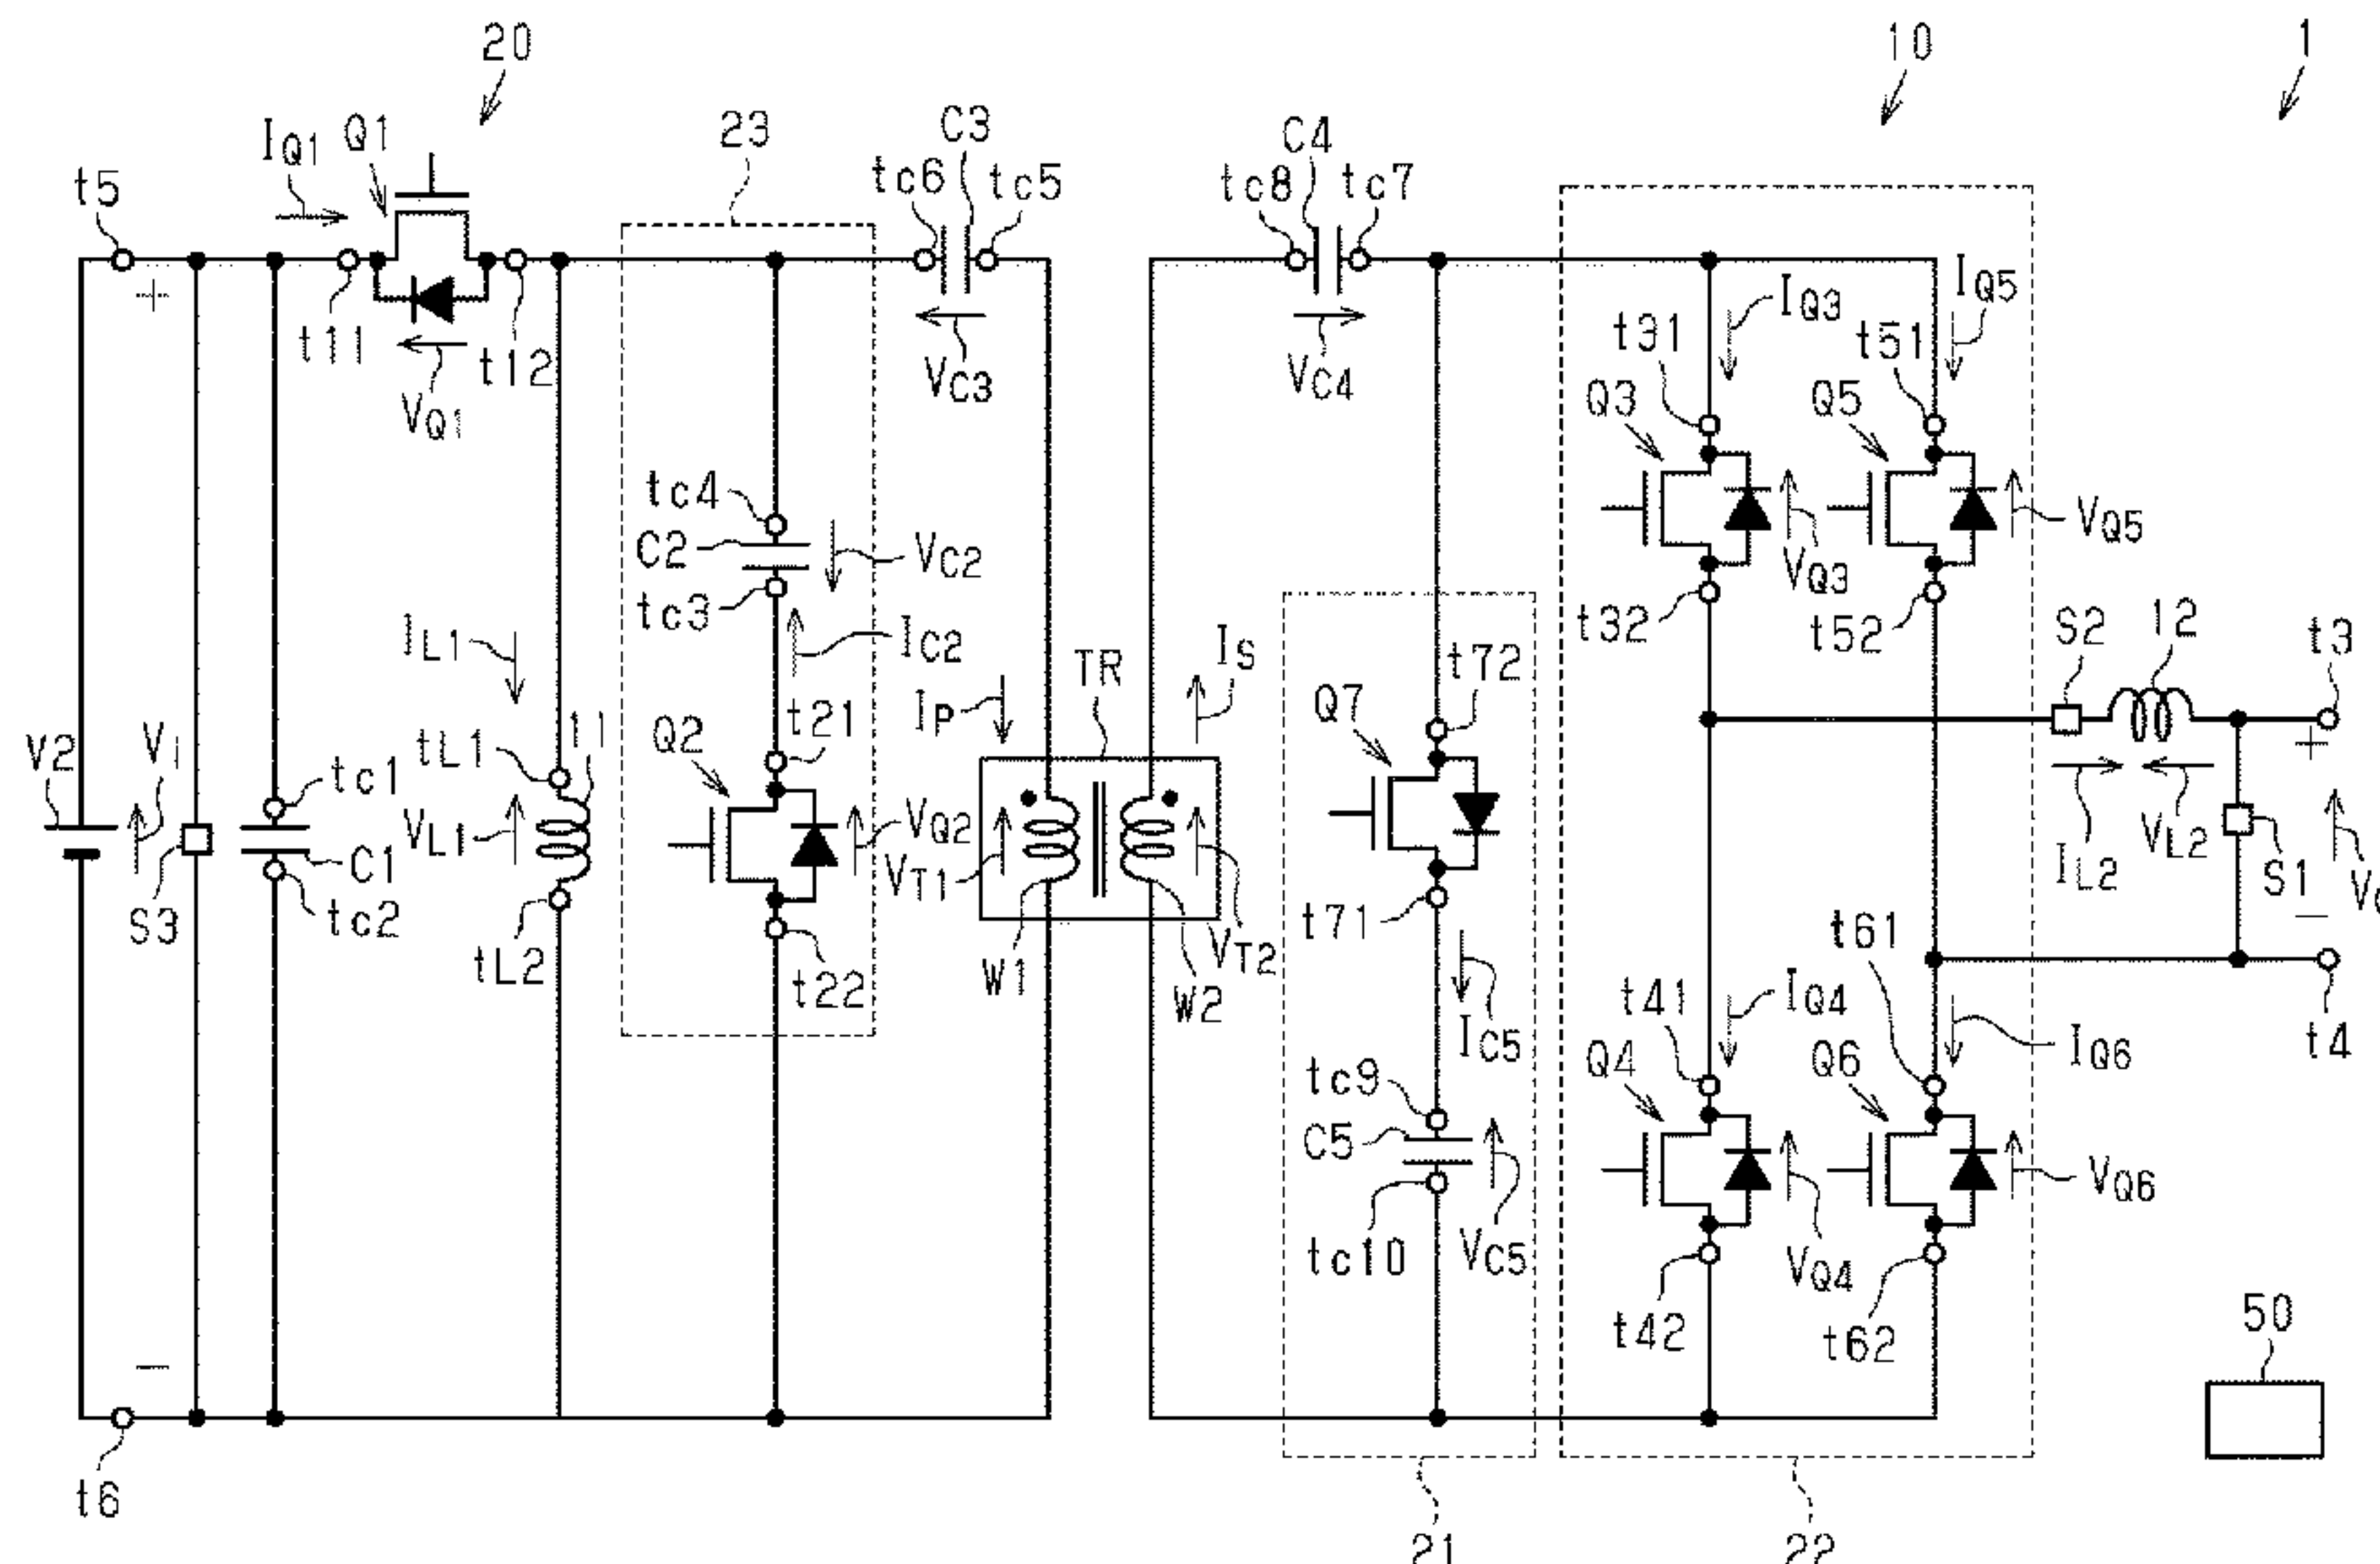 20
10
1
IQ1
Q1
23
C3
C4
t5
tc6
tc5
tc8
tc7
+
t11
t12
VQ1
VC3
VC4
IQ3
IQ5
t31
t51
Q3
Q5
tc4
C2
VC2
tc3
VQ3
VQ5
IL1
IC2
t32
t52
S2
12
t3
TR
IS
t72
IP
Q7
t21
Q2
tL1
11
V2
Vi
tc1
VL1
VQ2
VT1
+
C1
S3
tc2
IL2
VL2
S1
t71
tL2
t22
W1
W2
VT2
t61
−
t4
IC5
t41
IQ4
IQ6
tc9
Q4
Q6
C5
tc10
VC5
VQ4
VQ6
t42
t62
50
−
t6
21
22